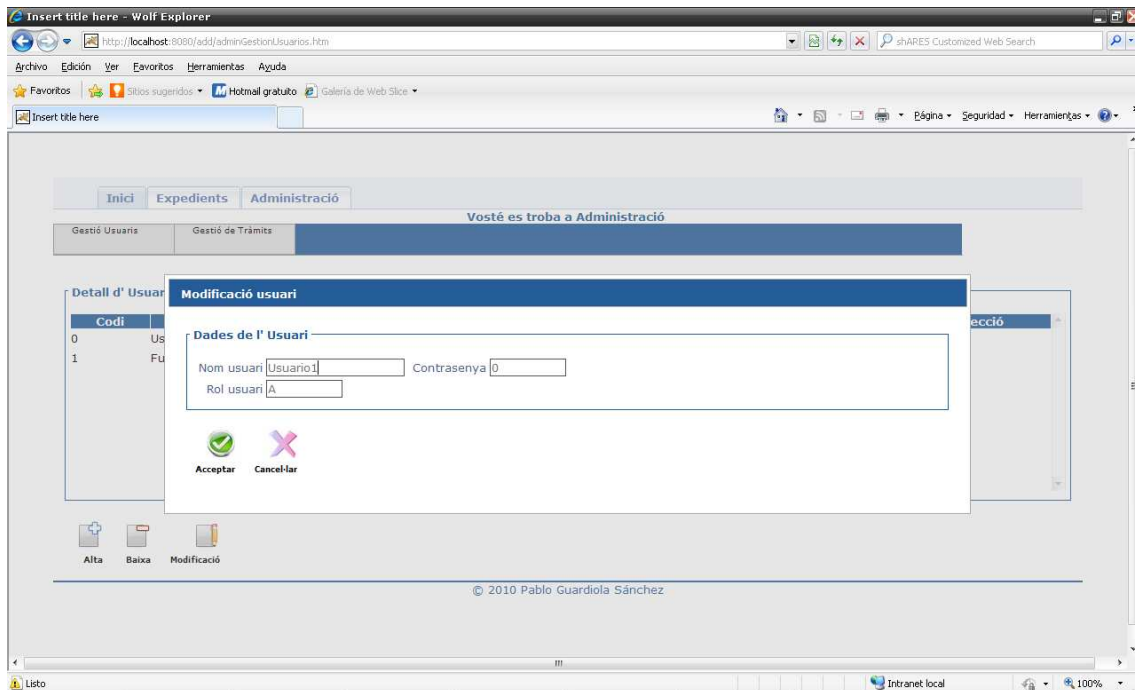 Insert title here - Wolf Explorer
http://localhost:8080/add/adminGestionUsuarios.htm
shARES Customized Web Search
Archivo Edición Ver Favoritos Herramientas Ayuda
Favoritos Sitios sugeridos Hotmail gratuito Galería de Web Slice
Insert title here Página Seguridad Herramientas
Inici Expedients Administració
Vosté es troba a Administració
Gestió Usuaris Gestió de Tràmits
Detall d' Usuar
Modificació usuari
Codi ecció
0 Us
1 Fu
Dades de l' Usuari
Nom usuari Usuario1 Contrasenya 0
Rol usuari A
Acceptar Cancel·lar
Alta Baixa Modificació
© 2010 Pablo Guardiola Sánchez
Listo Intranet local 100%